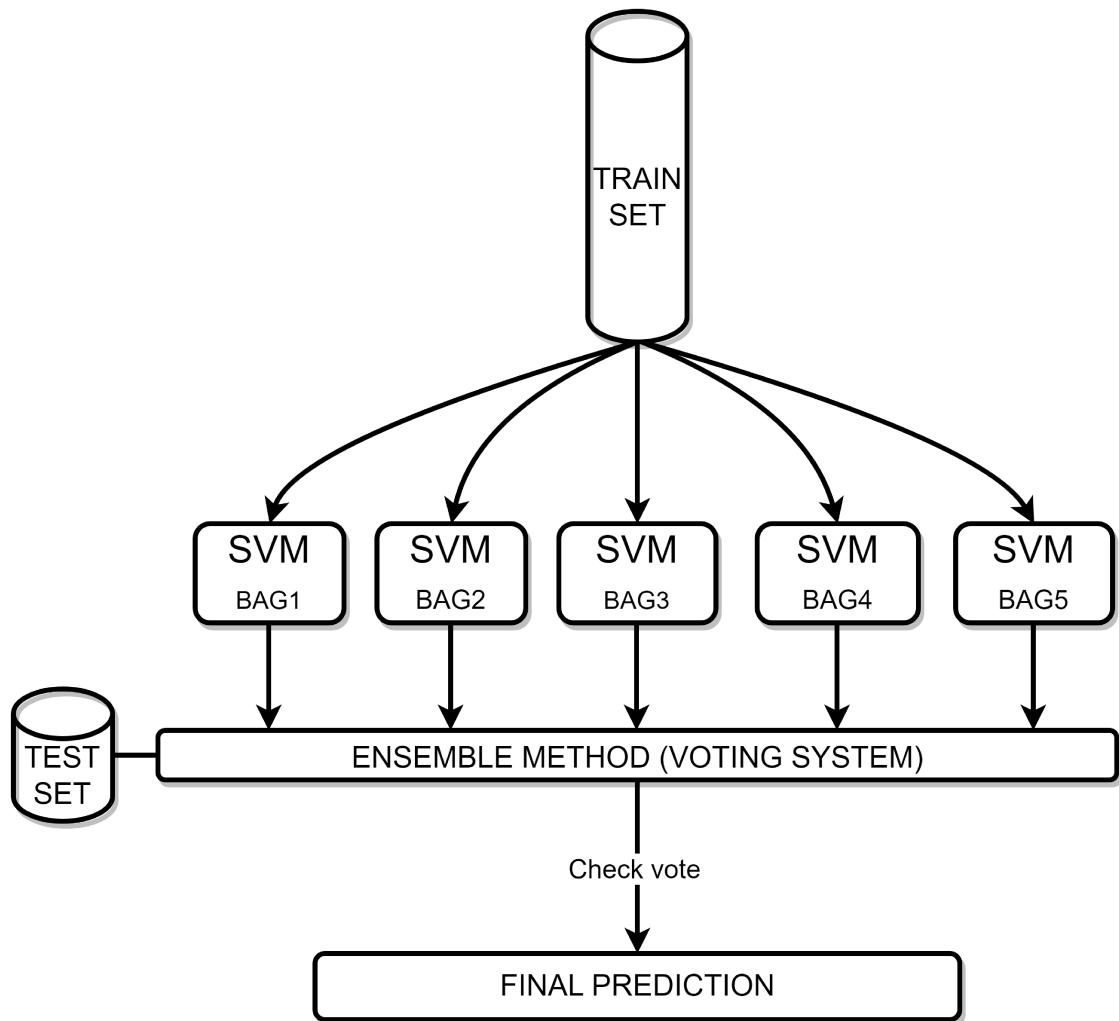 TRAIN
SET
SVM
BAG1
SVM
BAG2
SVM
BAG3
SVM
BAG4
SVM
BAG5
TEST
SET
ENSEMBLE METHOD (VOTING SYSTEM)
Check vote
FINAL PREDICTION